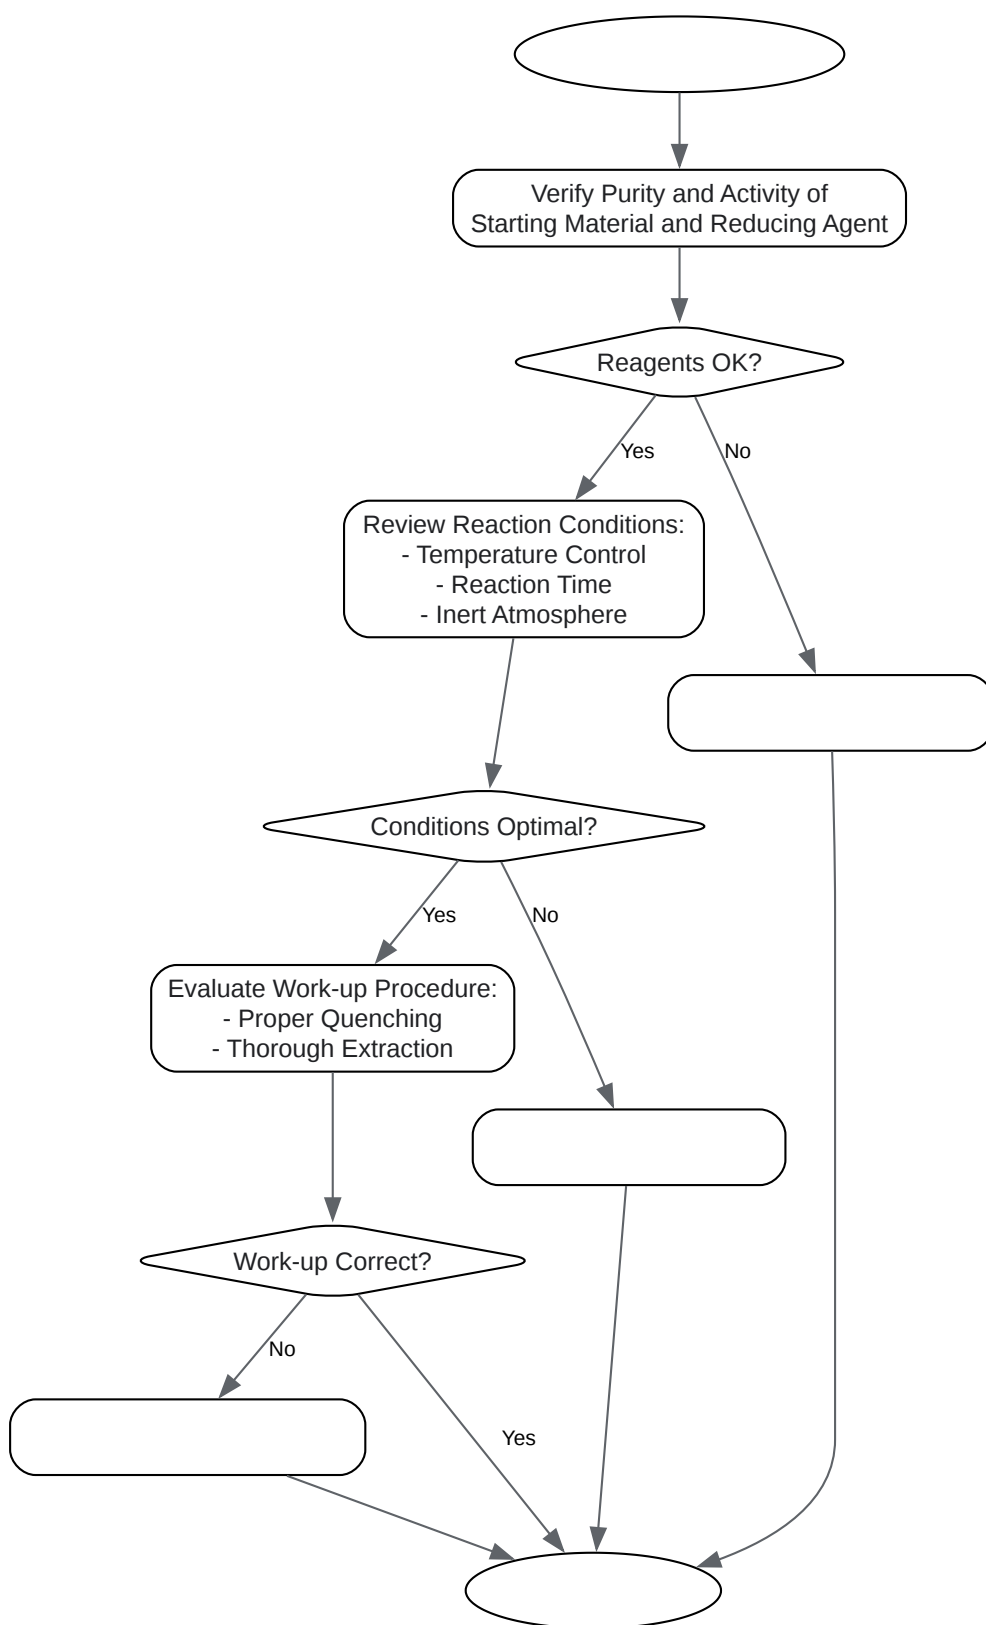 Verify Purity and Activity of
Starting Material and Reducing Agent
Reagents OK?
Yes
No
Review Reaction Conditions:
- Temperature Control
- Reaction Time
- Inert Atmosphere
Conditions Optimal?
Yes
No
Evaluate Work-up Procedure:
- Proper Quenching
- Thorough Extraction
Work-up Correct?
No
Yes